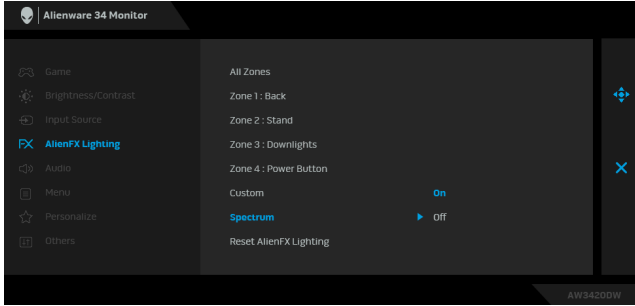 Alienware 34 Monitor
Game
Brightness/Contrast
Input Source
FX AlienFX Lighting
Audio
Menu
Personalize
Others
All Zones
Zone 1 : Back
Zone 2 : Stand
Zone 3 : Downlights
Zone 4 : Power Button
Custom On
Spectrum Off
Reset AlienFX Lighting
AW3420DW